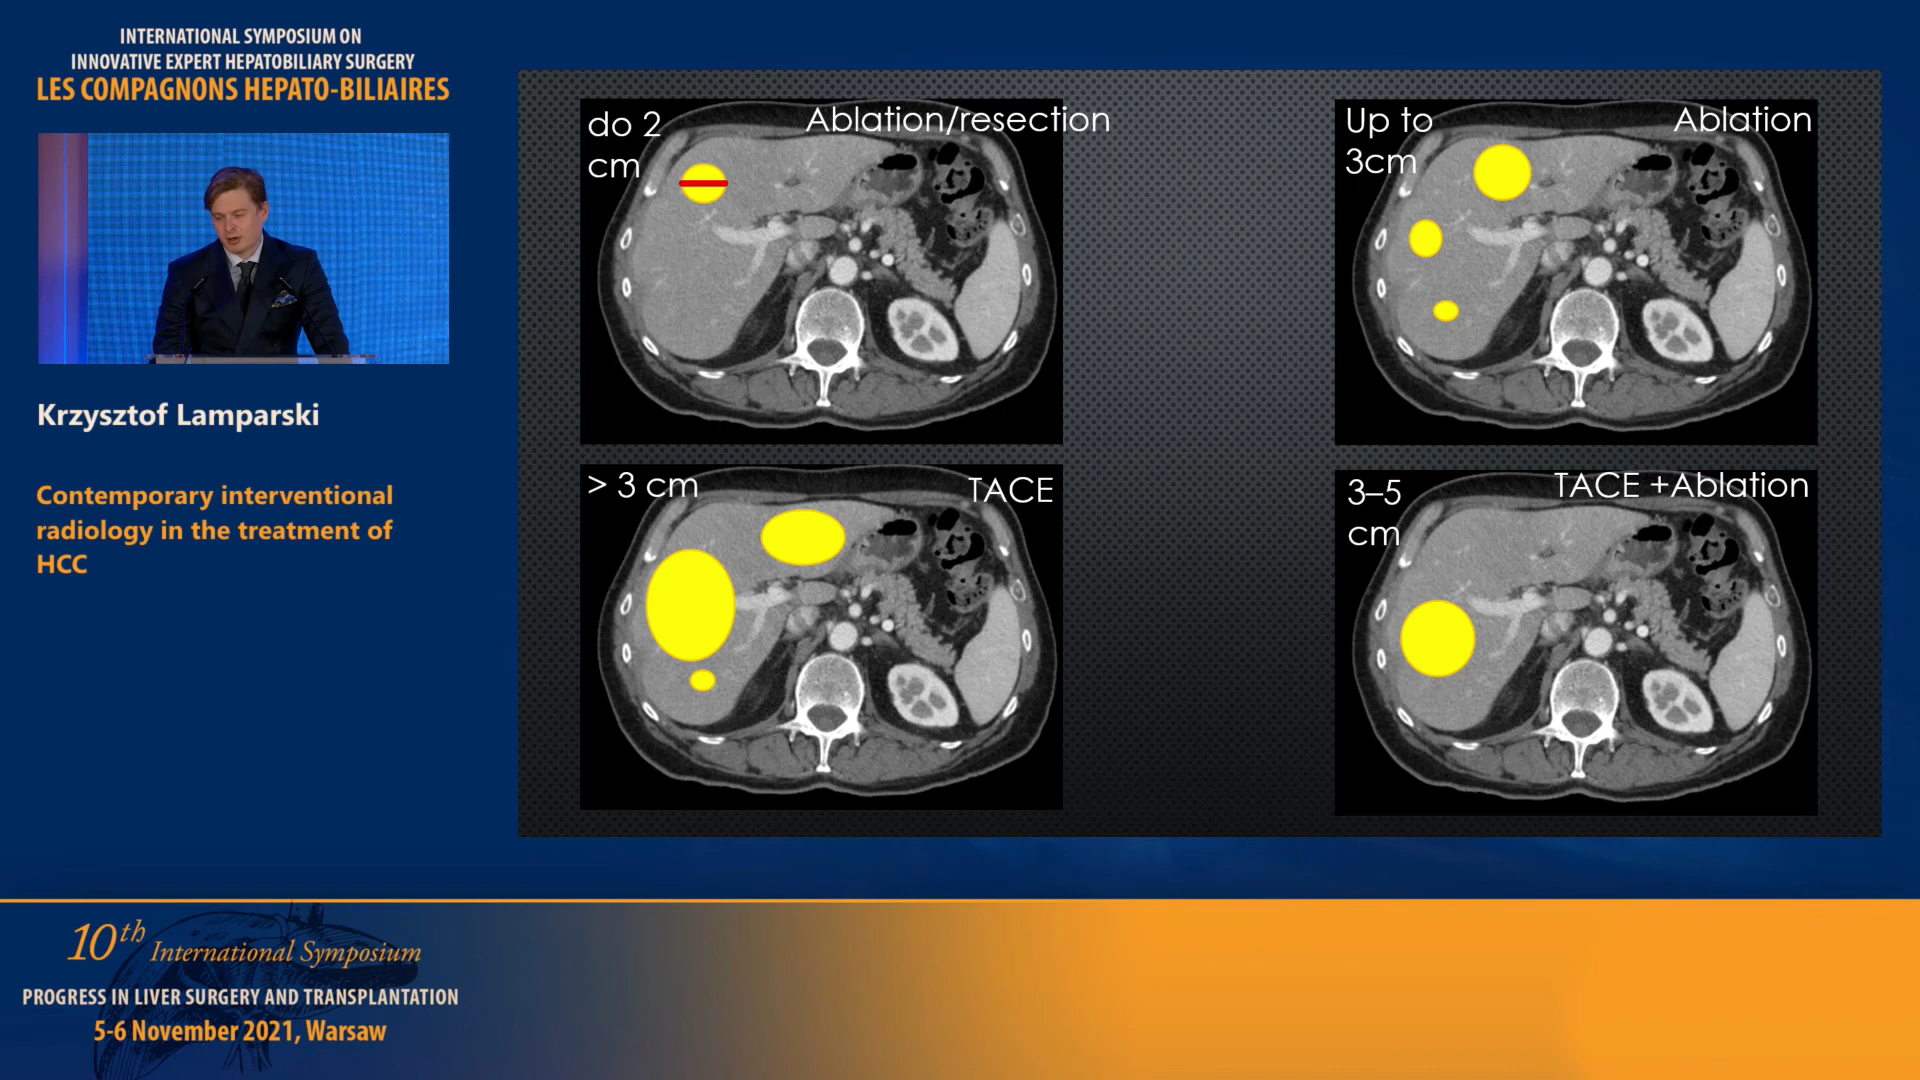 INTERNATIONAL SYMPOSIUM ON
INNOVATIVE EXPERT HEPATOBILIARY SURGERY
LES COMPAGNONS HEPATO-BILIAIRES
Krzysztof Lamparski
Contemporary interventional
radiology in the treatment of
HCC
do 2
cm
Ablation/resection
Up to
3cm
Ablation
> 3 cm
TACE
3–5
cm
TACE +Ablation
10th International Symposium
PROGRESS IN LIVER SURGERY AND TRANSPLANTATION
5-6 November 2021, Warsaw